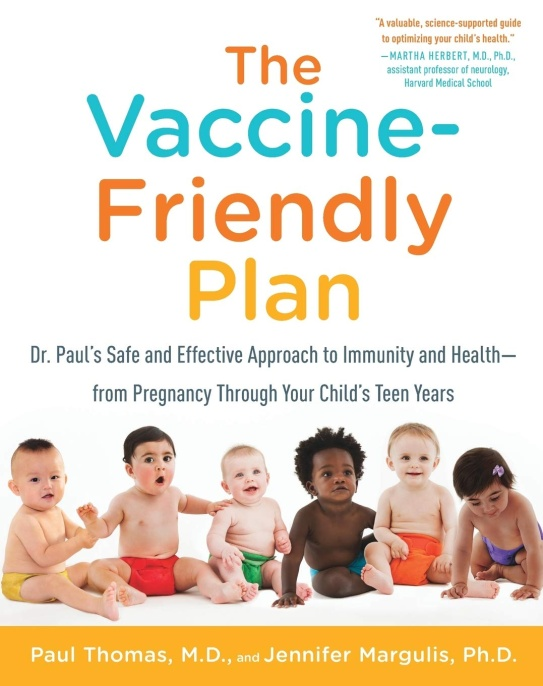 "A valuable, science-supported guide
to optimizing your child's health."
—MARTHA HERBERT, M.D., Ph.D.,
assistant professor of neurology,
Harvard Medical School
The
Vaccine-
Friendly
Plan
Dr. Paul's Safe and Effective Approach to Immunity and Health—
from Pregnancy Through Your Child's Teen Years
Paul Thomas, M.D., and Jennifer Margulis, Ph.D.